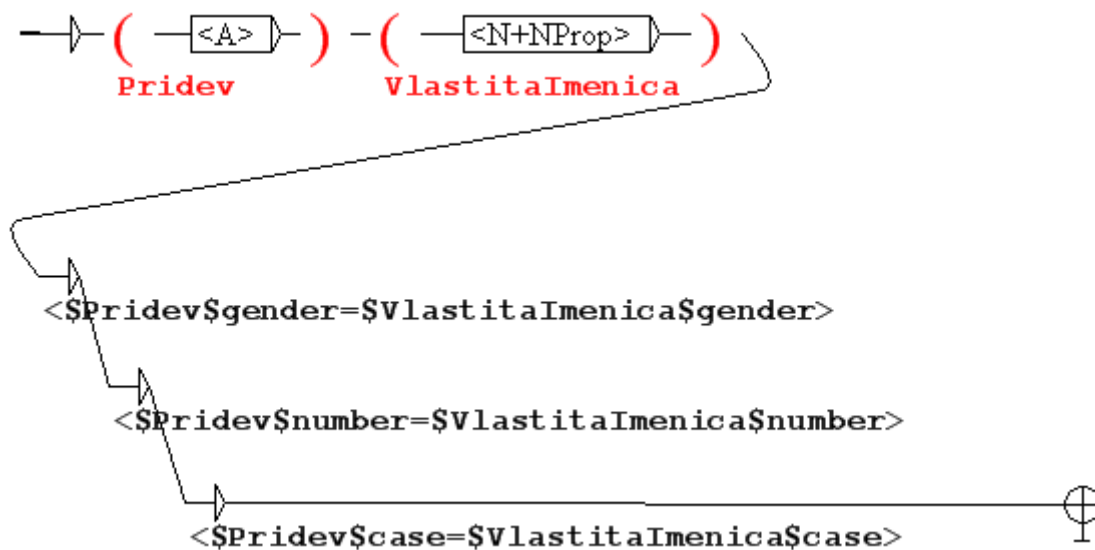 ( <A> ) ( <N+NProp> )
Pridev VlastitaImenica
<$Pridev$gender=$VlastitaImenica$gender>
<$Pridev$number=$VlastitaImenica$number>
<$Pridev$case=$VlastitaImenica$case>